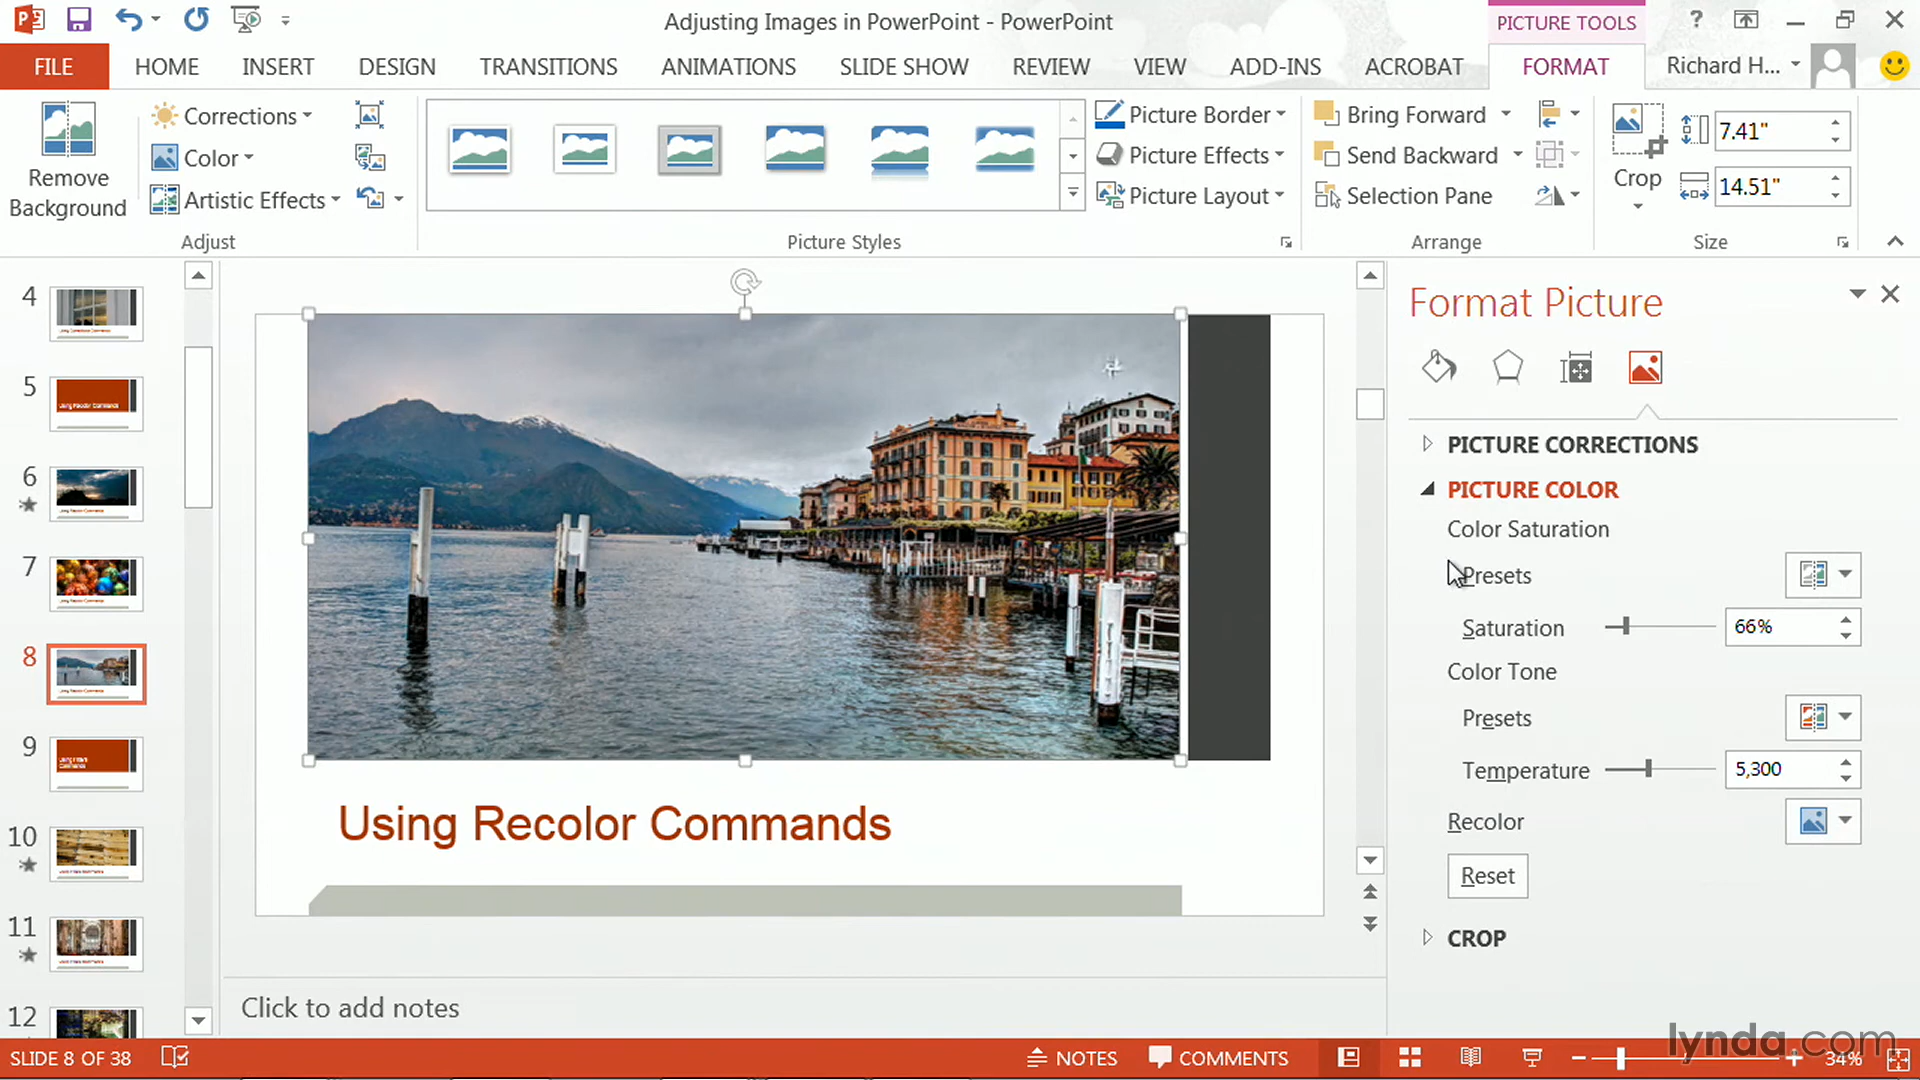 Adjusting Images in PowerPoint - PowerPoint
PICTURE TOOLS
?
FILE
HOME
INSERT
DESIGN
TRANSITIONS
ANIMATIONS
SLIDE SHOW
REVIEW
VIEW
ADD-INS
ACROBAT
FORMAT
Richard H...
Remove
Background
Corrections
Color
Artistic Effects
Adjust
Picture Styles
Picture Border
Picture Effects
Picture Layout
Bring Forward
Send Backward
Selection Pane
Arrange
Crop
7.41"
14.51"
Size
4
5
6
7
8
9
10
11
12
Using Recolor Commands
Click to add notes
Format Picture
PICTURE CORRECTIONS
PICTURE COLOR
Color Saturation
Presets
Saturation
66%
Color Tone
Presets
Temperature
5,300
Recolor
Reset
CROP
SLIDE 8 OF 38
NOTES
COMMENTS
34%
lynda.com